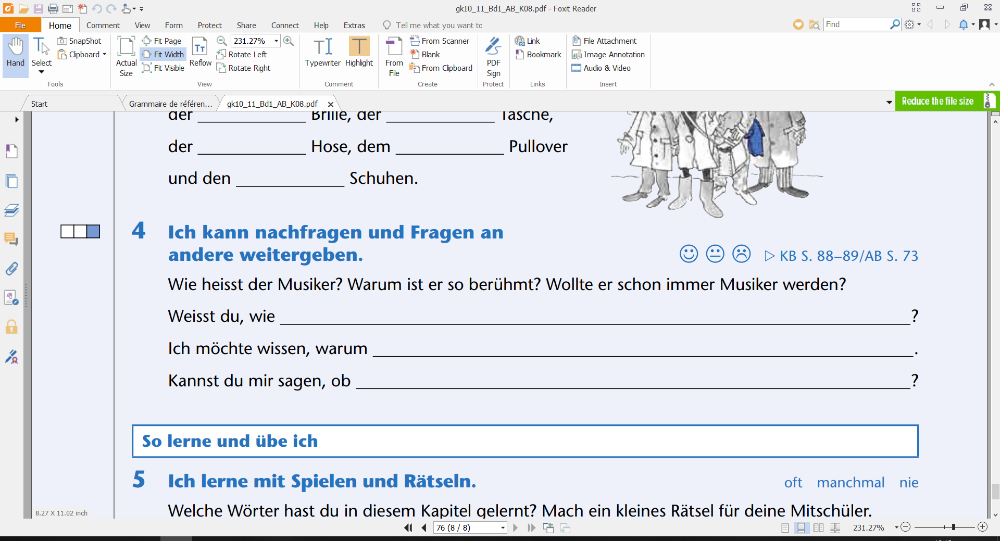 gk10_11_Bd1_AB_K08.pdf - Foxit Reader
File Home Comment View Form Protect Share Connect Help Extras Tell me what you want to Find
Hand
Select
SnapShot
Clipboard
Tools
Actual Size
Fit Page
Fit Width
Fit Visible
Reflow
231.27%
Rotate Left
Rotate Right
View
Typewriter
Highlight
Comment
From File
From Scanner
Blank
From Clipboard
Create
PDF Sign
Protect
Link
Bookmark
Links
File Attachment
Image Annotation
Audio & Video
Insert
Start
Grammaire de référen...
gk10_11_Bd1_AB_K08.pdf
Reduce the file size
der ____________ Brille, der ____________ Tasche,
der ____________ Hose, dem ____________ Pullover
und den ____________ Schuhen.
4 Ich kann nachfragen und Fragen an
andere weitergeben.
▷ KB S. 88–89/AB S. 73
Wie heisst der Musiker? Warum ist er so berühmt? Wollte er schon immer Musiker werden?
Weisst du, wie ____________?
Ich möchte wissen, warum ____________.
Kannst du mir sagen, ob ____________?
So lerne und übe ich
5 Ich lerne mit Spielen und Rätseln. oft manchmal nie
Welche Wörter hast du in diesem Kapitel gelernt? Mach ein kleines Rätsel für deine Mitschüler.
8.27 X 11.02 inch
76 (8 / 8)
231.27%